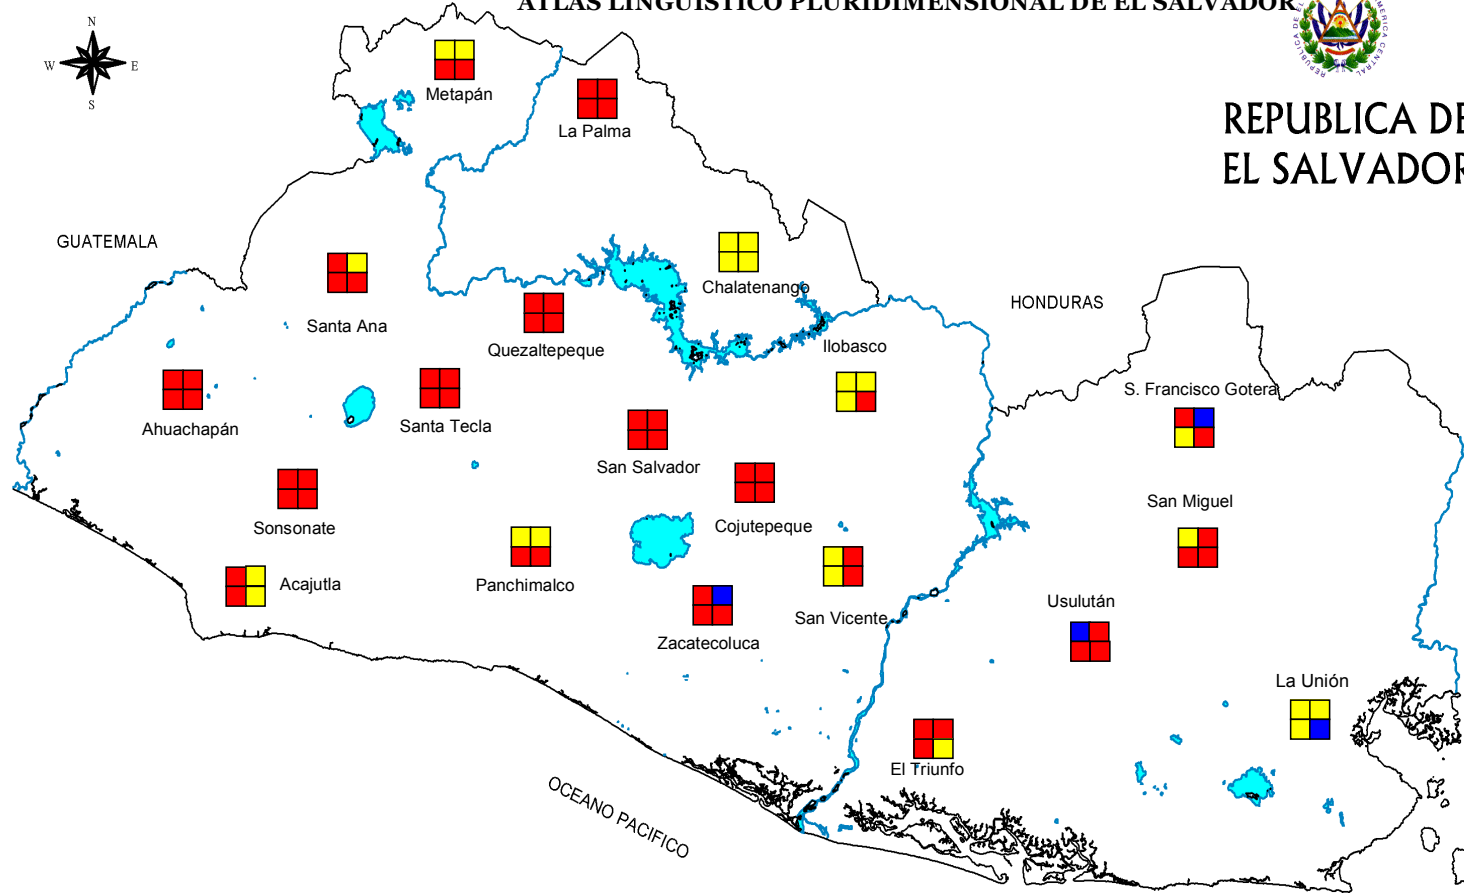 ATLAS LINGÜÍSTICO PLURIDIMENSIONAL DE EL SALVADOR
REPUBLICA DE
EL SALVADOR
N
W
E
S
Metapán
La Palma
GUATEMALA
Chalatenango
HONDURAS
Santa Ana
Quezaltepeque
Ilobasco
S. Francisco Gotera
Ahuachapán
Santa Tecla
San Salvador
San Miguel
Sonsonate
Cojutepeque
Acajutla
Panchimalco
Usulután
San Vicente
Zacatecoluca
La Unión
El Triunfo
OCEANO PACIFICO